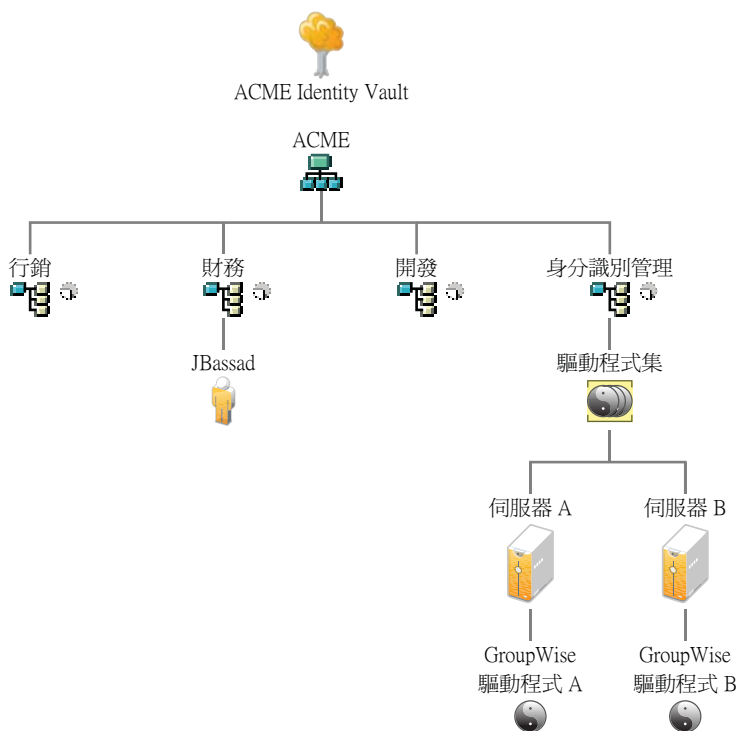 ACME Identity Vault
ACME
行銷
財務
開發
身分識別管理
JBassad
驅動程式集
伺服器 A
伺服器 B
GroupWise
驅動程式 A
GroupWise
驅動程式 B